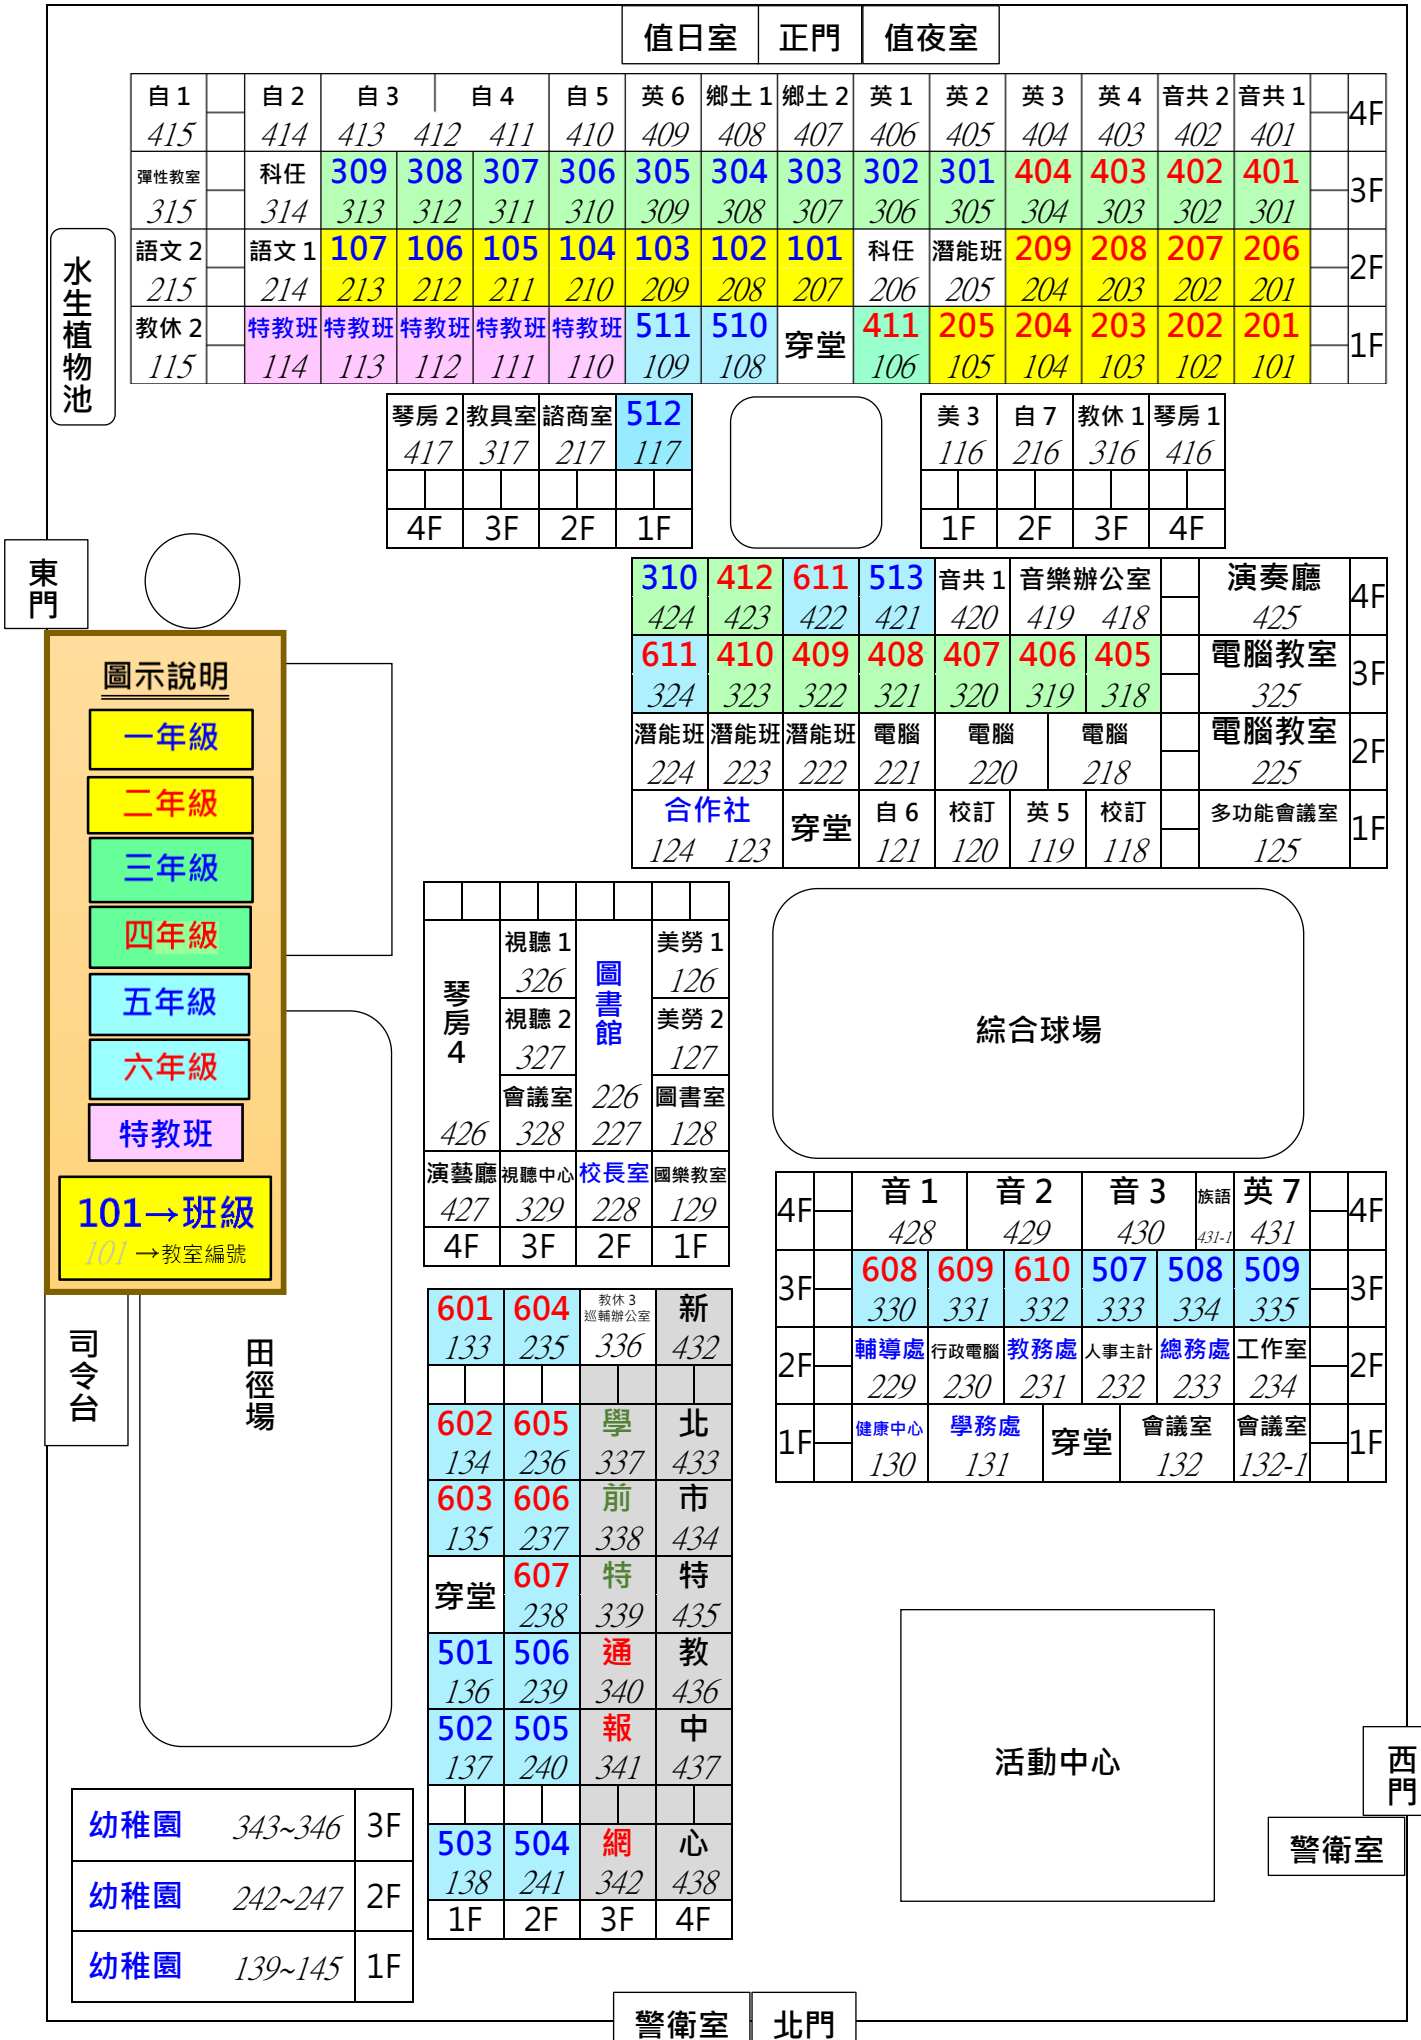 值日室 正門 值夜室
自1 自2 自3 自4 自5 英6 鄉土1 鄉土2 英1 英2 英3 英4 音共2 音共1 4F
415 414 413 412 411 410 409 408 407 406 405 404 403 402 401
彈性教室 科任 309 308 307 306 305 304 303 302 301 404 403 402 401 3F
315 314 313 312 311 310 309 308 307 306 305 304 303 302 301
語文2 語文1 107 106 105 104 103 102 101 科任 潛能班 209 208 207 206 2F
215 214 213 212 211 210 209 208 207 206 205 204 203 202 201
教休2 特教班 特教班 特教班 特教班 特教班 511 510 穿堂 411 205 204 203 202 201 1F
115 114 113 112 111 110 109 108 106 105 104 103 102 101
水生植物池
琴房2 教具室 諮商室 512
417 317 217 117
4F 3F 2F 1F
美3 自7 教休1 琴房1
116 216 316 416
1F 2F 3F 4F
東門
310 412 611 513 音共1 音樂辦公室 演奏廳 4F
424 423 422 421 420 419 418 425
611 410 409 408 407 406 405 電腦教室 3F
324 323 322 321 320 319 318 325
潛能班 潛能班 潛能班 電腦 電腦 電腦 電腦教室 2F
224 223 222 221 220 218 225
合作社 穿堂 自6 校訂 英5 校訂 多功能會議室 1F
124 123 121 120 119 118 125
圖示說明
一年級
二年級
三年級
四年級
五年級
六年級
特教班
101→班級
101→教室編號
琴房4 視聽1 圖書館 美勞1
326 126
視聽2 美勞2
327 127
會議室 226 圖書室
426 328 227 128
演藝廳 視聽中心 校長室 國樂教室
427 329 228 129
4F 3F 2F 1F
綜合球場
4F 音1 音2 音3 族語 英7 4F
428 429 430 431-1 431
3F 608 609 610 507 508 509 3F
330 331 332 333 334 335
2F 輔導處 行政電腦 教務處 人事主計 總務處 工作室 2F
229 230 231 232 233 234
1F 健康中心 學務處 穿堂 會議室 會議室 1F
130 131 132 132-1
司令台
田徑場
601 604 教休3 新
巡輔辦公室
133 235 336 432
602 605 學 北
134 236 337 433
603 606 前 市
135 237 338 434
穿堂 607 特 特
238 339 435
501 506 通 教
136 239 340 436
502 505 報 中
137 240 341 437
503 504 網 心
138 241 342 438
1F 2F 3F 4F
活動中心
西門
警衛室
幼稚園 343~346 3F
幼稚園 242~247 2F
幼稚園 139~145 1F
警衛室 北門